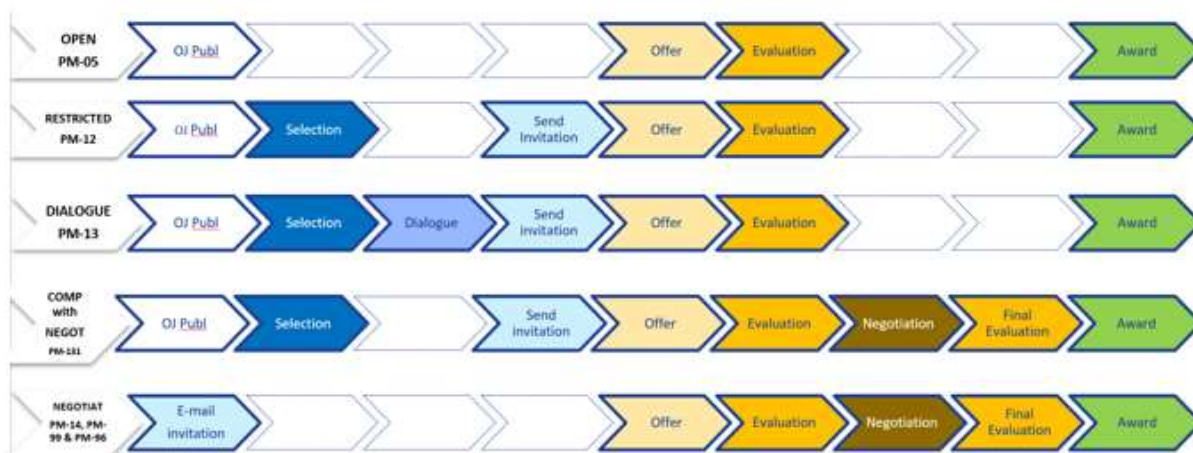 OPEN
PM-05
OJ Publ
Offer
Evaluation
Award
RESTRICTED
PM-12
OJ Publ
Selection
Send
Invitation
Offer
Evaluation
Award
DIALOGUE
PM-13
OJ Publ
Selection
Dialogue
Send
Invitation
Offer
Evaluation
Award
COMP
with
NEGOT
PM-131
OJ Publ
Selection
Send
invitation
Offer
Evaluation
Negotiation
Final
Evaluation
Award
NEGOTIAT
PM-14, PM-
99 & PM-96
E-mail
invitation
Offer
Evaluation
Negotiation
Final
Evaluation
Award